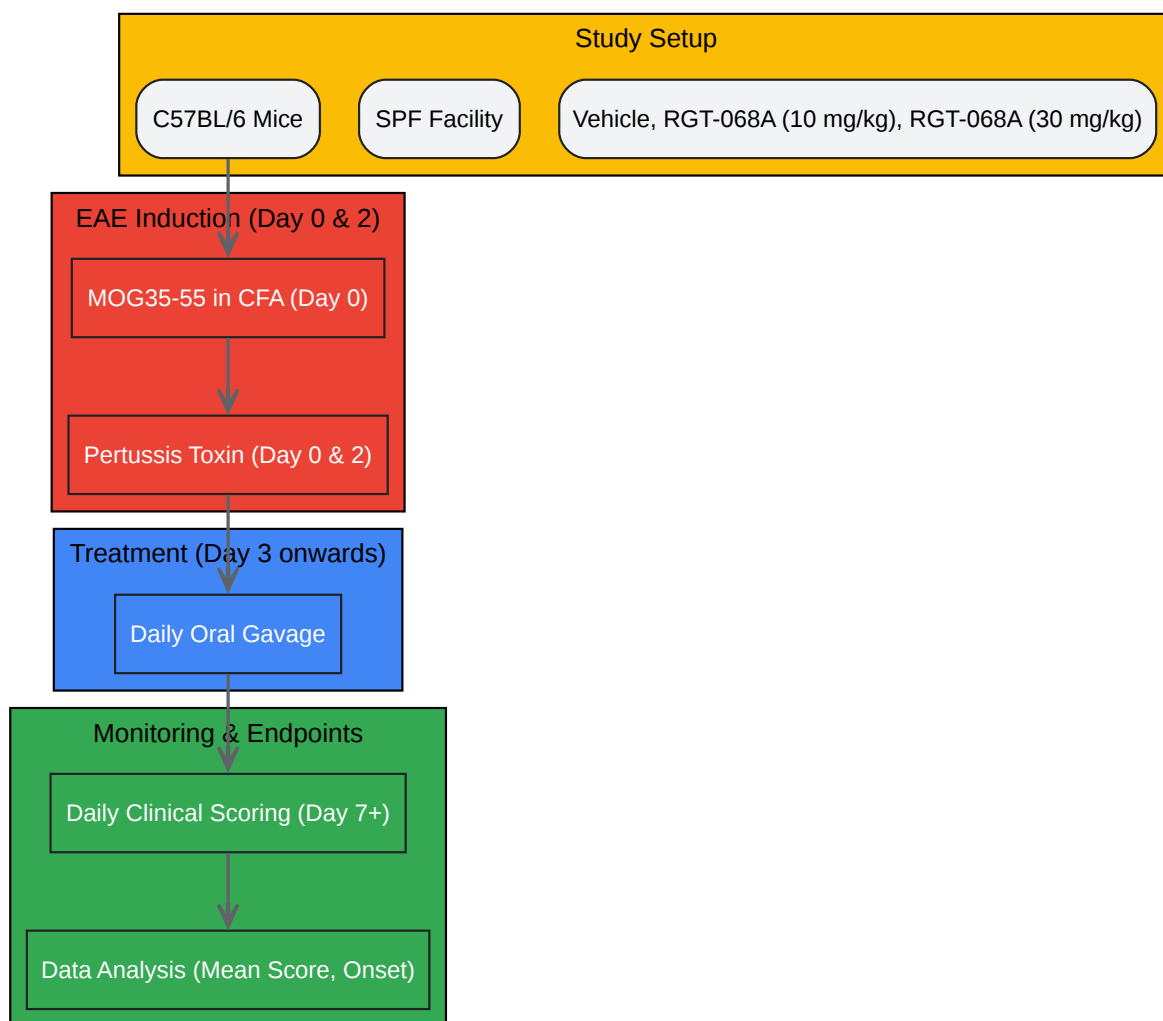 Study Setup
C57BL/6 Mice
SPF Facility
Vehicle, RGT-068A (10 mg/kg), RGT-068A (30 mg/kg)
EAE Induction (Day 0 & 2)
MOG35-55 in CFA (Day 0)
Pertussis Toxin (Day 0 & 2)
Treatment (Day 3 onwards)
Daily Oral Gavage
Monitoring & Endpoints
Daily Clinical Scoring (Day 7+)
Data Analysis (Mean Score, Onset)